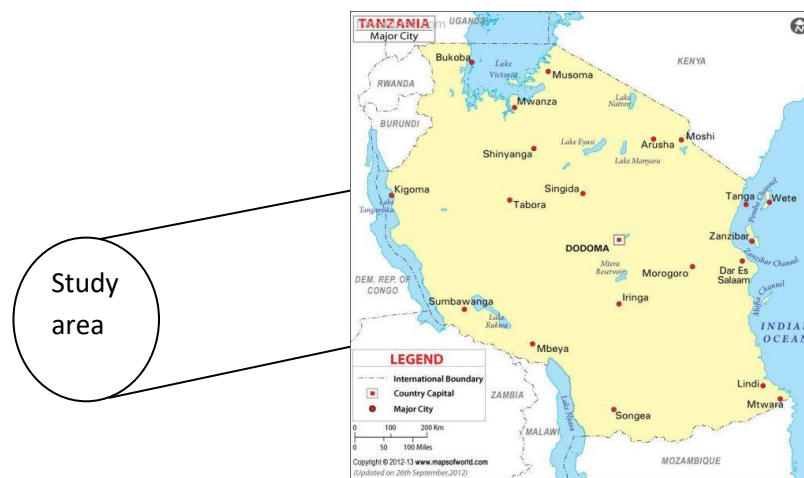 Study
area
TANZANIA
Major City
UGANDA
KENYA
RWANDA
BURUNDI
Bukoba
Lake
Victoria
Musoma
Mwanza
Lake
Natron
Shinyanga
Lake Eyasi
Lake Manyara
Arusha
Moshi
Kigoma
Lake
Tanganyika
Tabora
Singida
Tanga
Wete
Pemba Channel
DODOMA
Zanzibar
Zanzibar Channel
Mtera
Reservoir
Morogoro
Dar Es
Salaam
Mafia Channel
DEM. REP. OF
CONGO
Sumbawanga
Lake
Rukwa
Iringa
INDIAN
OCEAN
Mbeya
LEGEND
International Boundary
Country Capital
Major City
0 100 200 Km
0 50 100 Miles
ZAMBIA
MALAWI
Lake Nyasa
Songea
Lindi
Mtwara
MOZAMBIQUE
Copyright © 2012-13 www.mapsofworld.com
(Updated on 26th September,2012)